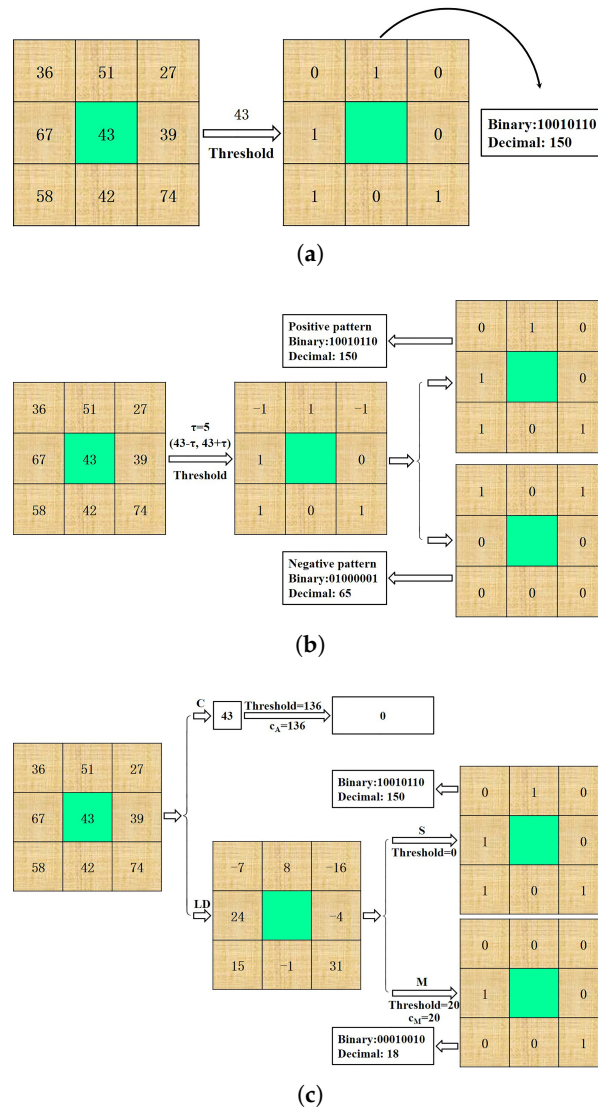 36 51 27
67 43 39
58 42 74
43
Threshold
0 1 0
1 0
1 0 1
Binary:10010110
Decimal: 150
(a)
36 51 27
67 43 39
58 42 74
τ=5
(43-τ, 43+τ)
Threshold
-1 1 -1
1 0
1 0 1
Positive pattern
Binary:10010110
Decimal: 150
0 1 0
1 0
1 0 1
1 0 1
0 0
0 0 0
Negative pattern
Binary:01000001
Decimal: 65
(b)
36 51 27
67 43 39
58 42 74
C
43
Threshold=136
c_A=136
0
LD
-7 8 -16
24 -4
15 -1 31
S
Threshold=0
Binary:10010110
Decimal: 150
0 1 0
1 0
1 0 1
M
Threshold=20
c_M=20
0 0 0
1 0
0 0 1
Binary:00010010
Decimal: 18
(c)